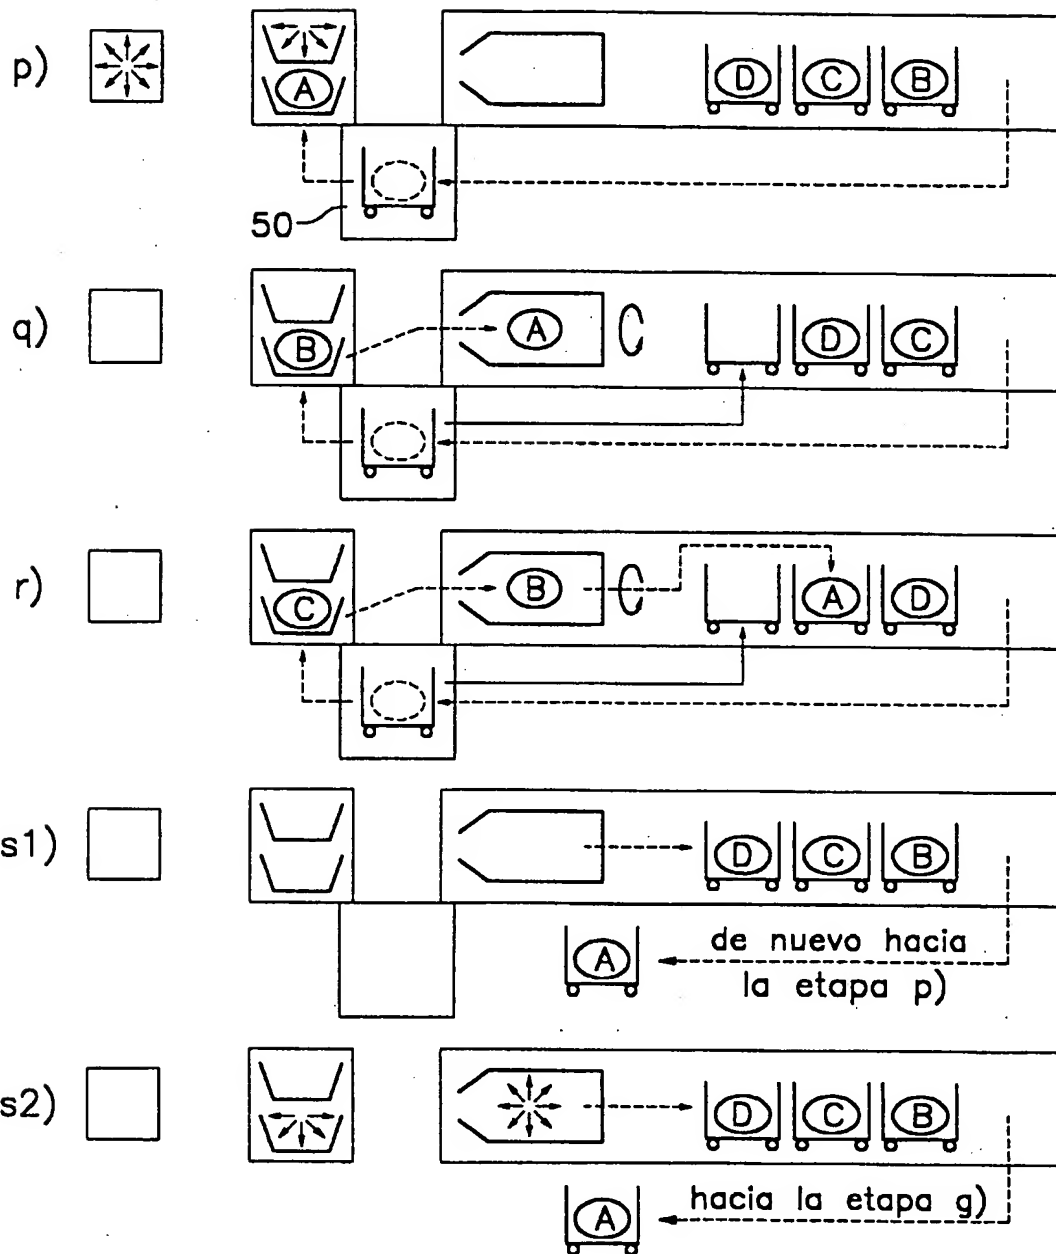 p)
A
D C B
50
q)
B
A
D C
r)
C
B
A D
s1)
D C B
A
de nuevo hacia
la etapa p)
s2)
D C B
A
hacia la etapa g)